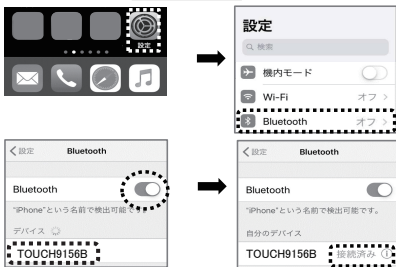 設定
設定
検索
機内モード
Wi-Fi オフ >
Bluetooth オフ >
< 設定 Bluetooth
Bluetooth
"iPhone"という名前で検出可能です。
デバイス
TOUCH9156B
< 設定 Bluetooth
Bluetooth
"iPhone"という名前で検出可能です。
自分のデバイス
TOUCH9156B 接続済み